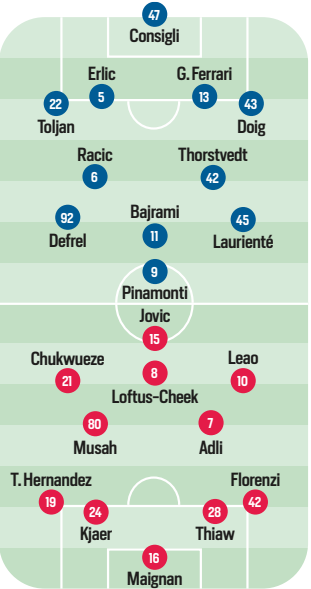 47
Consigli
Erlic G. Ferrari
5 13
22 43
Toljan Doig
Racic Thorstvedt
6 42
92 Bajrami 45
Defrel 11 Laurienté
9
Pinamonti
Jovic
15
Chukwueze Leao
21 8 10
Loftus-Cheek
80 7
Musah Adli
T. Hernandez Florenzi
19 42
24 28
Kjaer Thiaw
16
Maignan